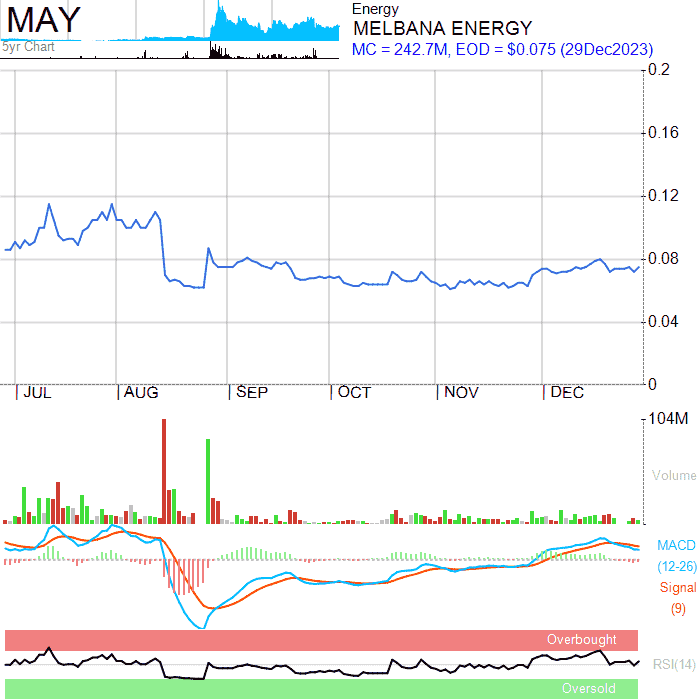 MAY
5yr Chart
Energy
MELBANA ENERGY
MC = 242.7M, EOD = $0.075 (29Dec2023)
0.2
0.16
0.12
0.08
0.04
0
JUL AUG SEP OCT NOV DEC
104M
Volume
MACD
(12-26)
Signal
(9)
Overbought
RSI(14)
Oversold